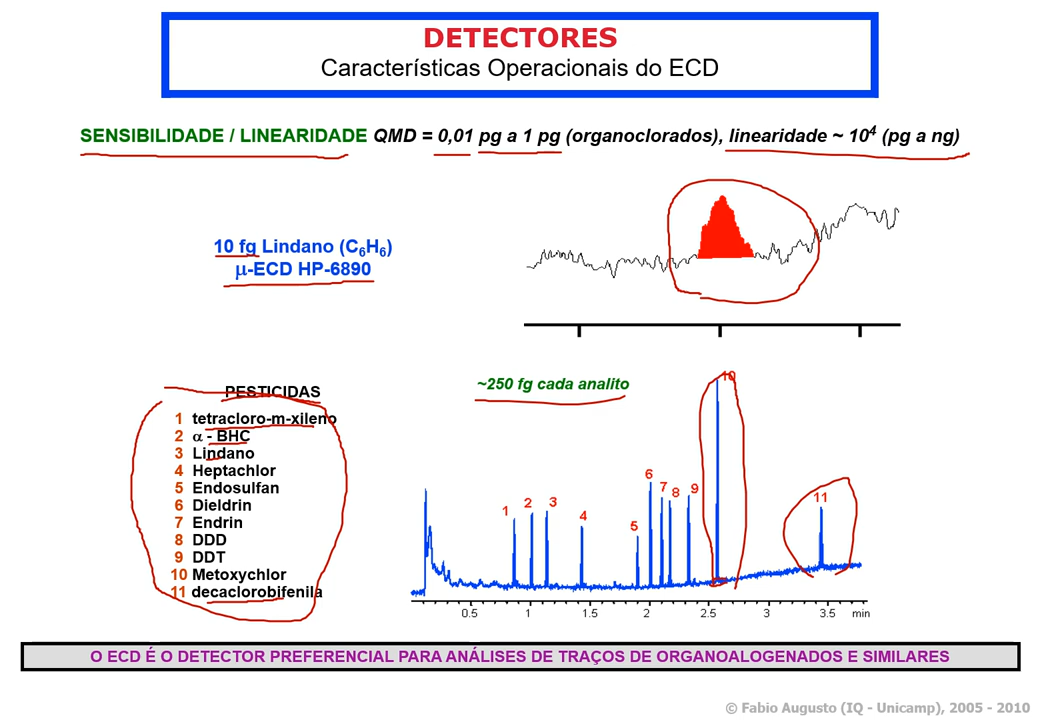 DETECTORES
Características Operacionais do ECD
SENSIBILIDADE / LINEARIDADE QMD = 0,01 pg a 1 pg (organoclorados), linearidade ~ 10⁴ (pg a ng)
10 fg Lindano (C₆H₆)
μ-ECD HP-6890
PESTICIDAS
1 tetracloro-m-xileno
2 α - BHC
3 Lindano
4 Heptachlor
5 Endosulfan
6 Dieldrin
7 Endrin
8 DDD
9 DDT
10 Metoxychlor
11 decaclorobifenila
~250 fg cada analito
1 2 3 4 5 6 7 8 9 10 11
0.5 1 1.5 2 2.5 3 3.5 min
O ECD É O DETECTOR PREFERENCIAL PARA ANÁLISES DE TRAÇOS DE ORGANOALOGENADOS E SIMILARES
© Fabio Augusto (IQ - Unicamp), 2005 - 2010